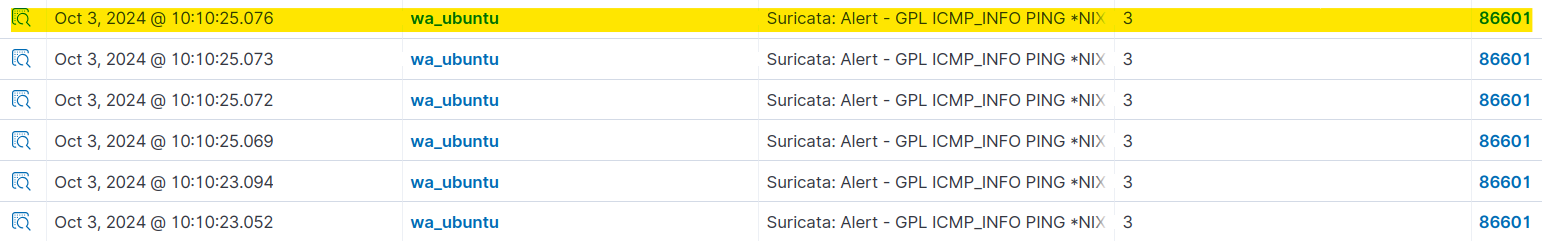 Oct 3, 2024 @ 10:10:25.076 wa_ubuntu Suricata: Alert - GPL ICMP_INFO PING *NIX 3 86601
Oct 3, 2024 @ 10:10:25.073 wa_ubuntu Suricata: Alert - GPL ICMP_INFO PING *NIX 3 86601
Oct 3, 2024 @ 10:10:25.072 wa_ubuntu Suricata: Alert - GPL ICMP_INFO PING *NIX 3 86601
Oct 3, 2024 @ 10:10:25.069 wa_ubuntu Suricata: Alert - GPL ICMP_INFO PING *NIX 3 86601
Oct 3, 2024 @ 10:10:23.094 wa_ubuntu Suricata: Alert - GPL ICMP_INFO PING *NIX 3 86601
Oct 3, 2024 @ 10:10:23.052 wa_ubuntu Suricata: Alert - GPL ICMP_INFO PING *NIX 3 86601